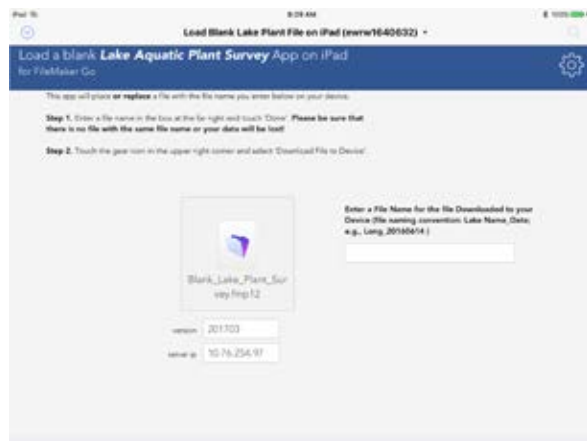 iPad
8:09 AM
100%
Load Blank Lake Plant File on iPad (ewrw1640632)
Load a blank Lake Aquatic Plant Survey App on iPad
for FileMaker Go
This app will place or replace a file with the file name you enter below on your device.
Step 1. Enter a file name in the box at the far right and touch 'Done'. Please be sure that
there is no file with the same file name or your data will be lost!
Step 2. Touch the gear icon in the upper right corner and select 'Download File to Device'.
Enter a File Name for the file Downloaded to your
Device (file naming convention: Lake Name_Date;
e.g., Long_20160614 )
Blank_Lake_Plant_Sur
vey.fmp12
version 201703
server ip 10.76.254.97